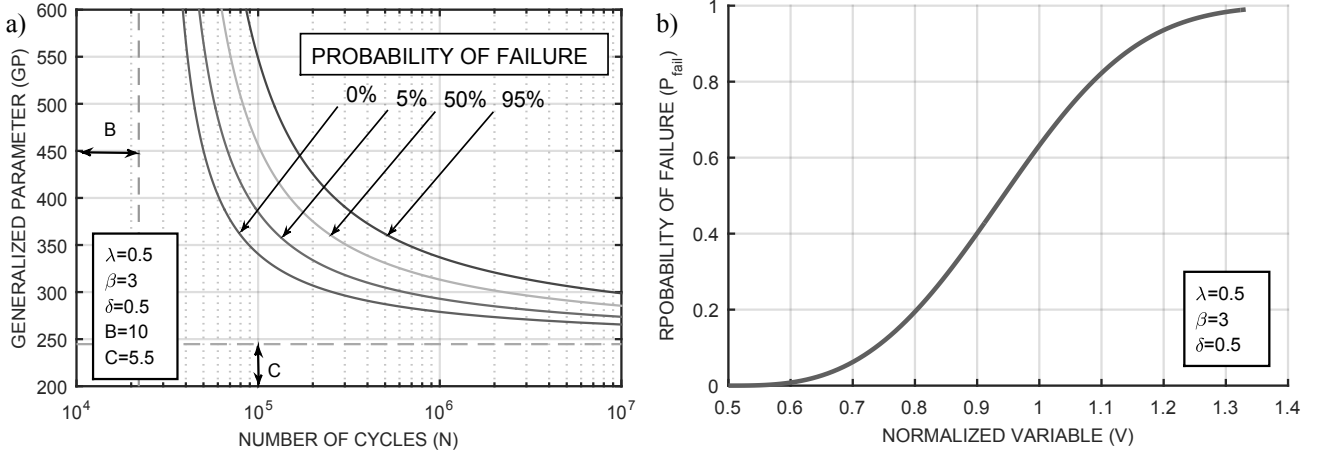 a)
GENERALIZED PARAMETER (GP)
600
550
500
450
400
350
300
250
200
PROBABILITY OF FAILURE
0% 5% 50% 95%
B
λ=0.5
β=3
δ=0.5
B=10
C=5.5
C
10^4 10^5 10^6 10^7
NUMBER OF CYCLES (N)
b)
RPOBABILITY OF FAILURE (P_fail)
1
0.8
0.6
0.4
0.2
0
λ=0.5
β=3
δ=0.5
0.5 0.6 0.7 0.8 0.9 1 1.1 1.2 1.3 1.4
NORMALIZED VARIABLE (V)